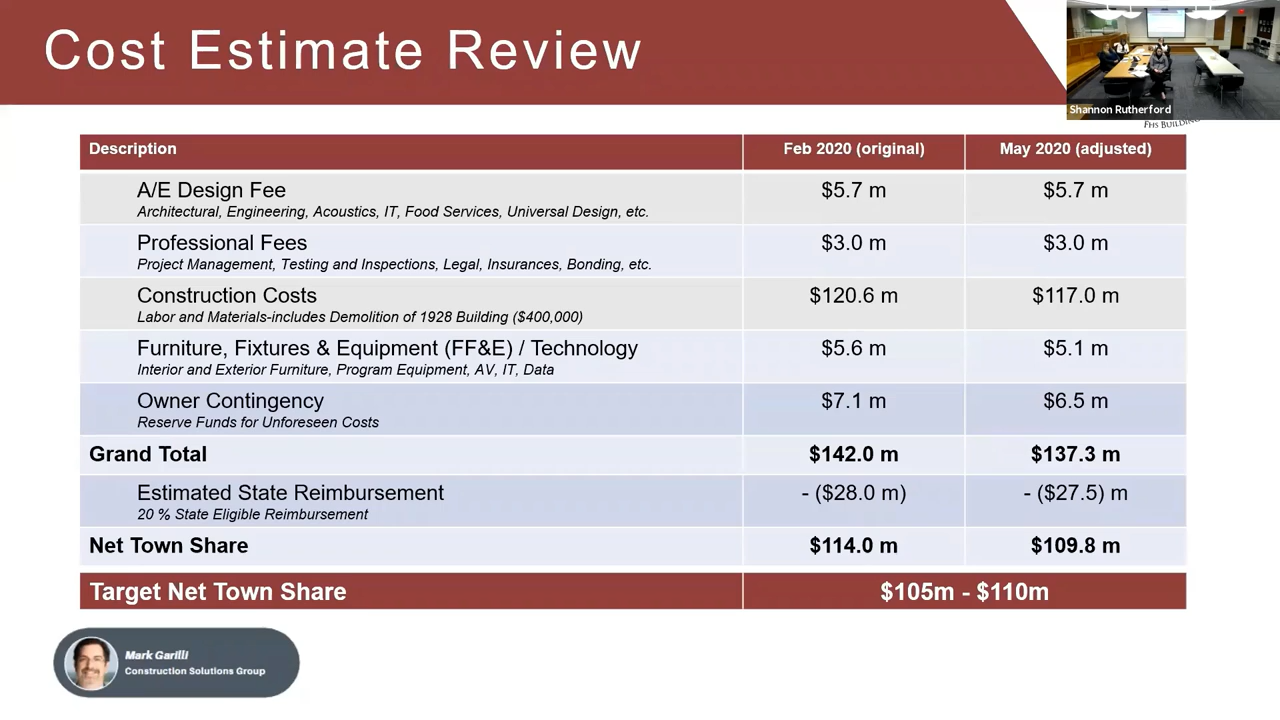 Cost Estimate Review
Shannon Rutherford
FHS BUILDING
Description Feb 2020 (original) May 2020 (adjusted)
A/E Design Fee $5.7 m $5.7 m
Architectural, Engineering, Acoustics, IT, Food Services, Universal Design, etc.
Professional Fees $3.0 m $3.0 m
Project Management, Testing and Inspections, Legal, Insurances, Bonding, etc.
Construction Costs $120.6 m $117.0 m
Labor and Materials-includes Demolition of 1928 Building ($400,000)
Furniture, Fixtures & Equipment (FF&E) / Technology $5.6 m $5.1 m
Interior and Exterior Furniture, Program Equipment, AV, IT, Data
Owner Contingency $7.1 m $6.5 m
Reserve Funds for Unforeseen Costs
Grand Total $142.0 m $137.3 m
Estimated State Reimbursement - ($28.0 m) - ($27.5) m
20 % State Eligible Reimbursement
Net Town Share $114.0 m $109.8 m
Target Net Town Share $105m - $110m
Mark Garilli
Construction Solutions Group